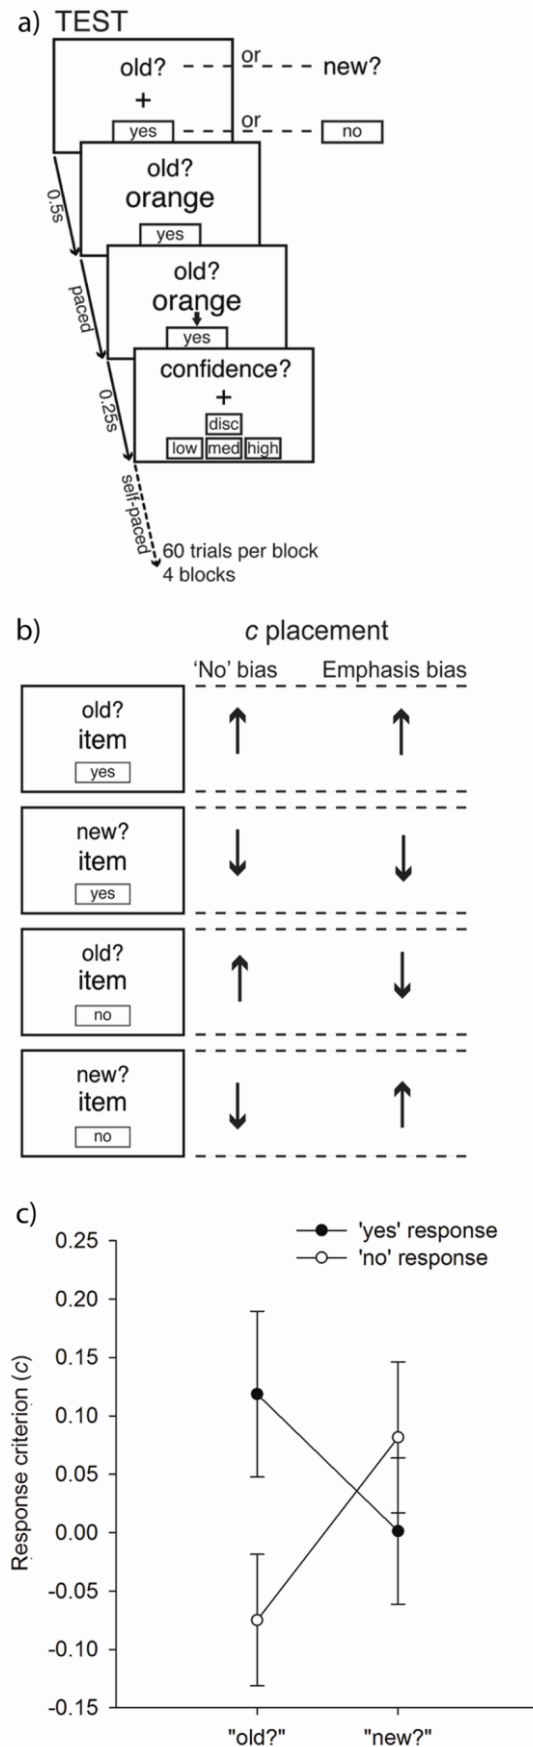 a) TEST
old? or new?
+
yes or no
old?
orange
yes
0.5s
old?
orange
yes
paced
confidence?
+
disc
low med high
0.25s
self-paced
60 trials per block
4 blocks
b) c placement
'No' bias Emphasis bias
old?
item
yes
new?
item
yes
old?
item
no
new?
item
no
c)
'yes' response
'no' response
0.25
0.20
0.15
0.10
0.05
0.00
-0.05
-0.10
-0.15
Response criterion (c)
"old?" "new?"